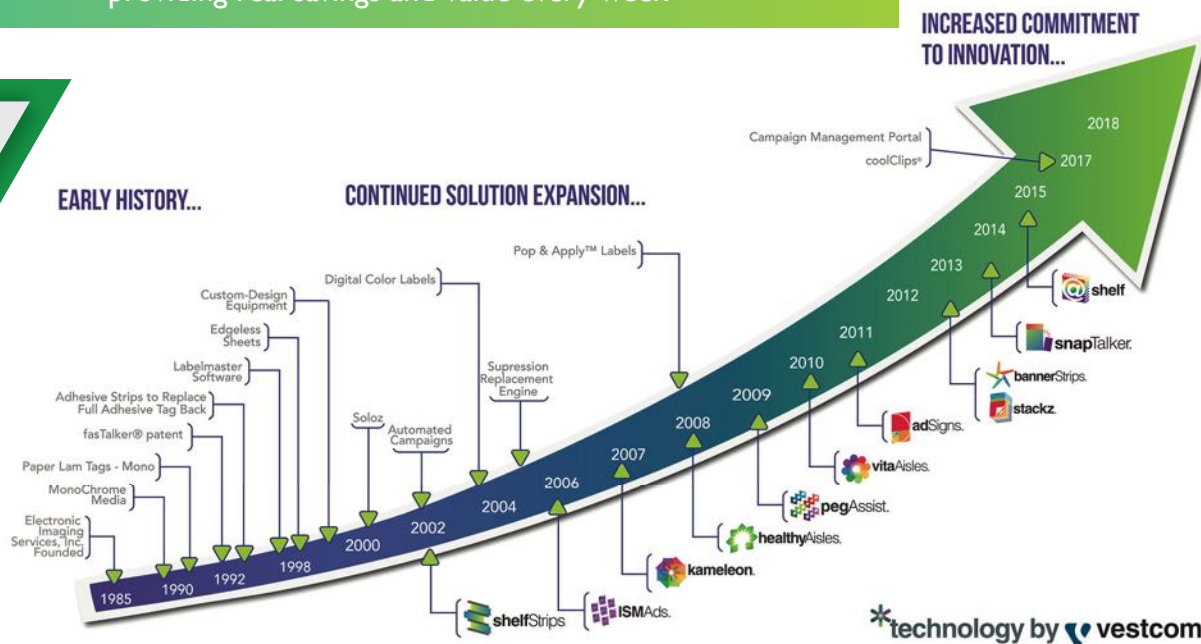 INCREASED COMMITMENT
TO INNOVATION...
EARLY HISTORY...
CONTINUED SOLUTION EXPANSION...
Electronic
Imaging
Services, Inc.
Founded
MonoChrome
Media
Paper Lam Tags - Mono
fasTalker® patent
Adhesive Strips to Replace
Full Adhesive Tag Back
Labelmaster
Software
Edgeless
Sheets
Custom-Design
Equipment
Soloz
Automated
Campaigns
Digital Color Labels
Supression
Replacement
Engine
Pop & Apply™ Labels
Campaign Management Portal
coolClips®
1985
1990
1992
1998
2000
2002
2004
2006
2007
2008
2009
2010
2011
2012
2013
2014
2015
2017
2018
shelfStrips
ISMAds.
kameleon.
healthyAisles.
pegAssist.
vitaAisles.
adSigns.
bannerStrips.
stackz.
snapTalker.
@ shelf
*technology by vestcom